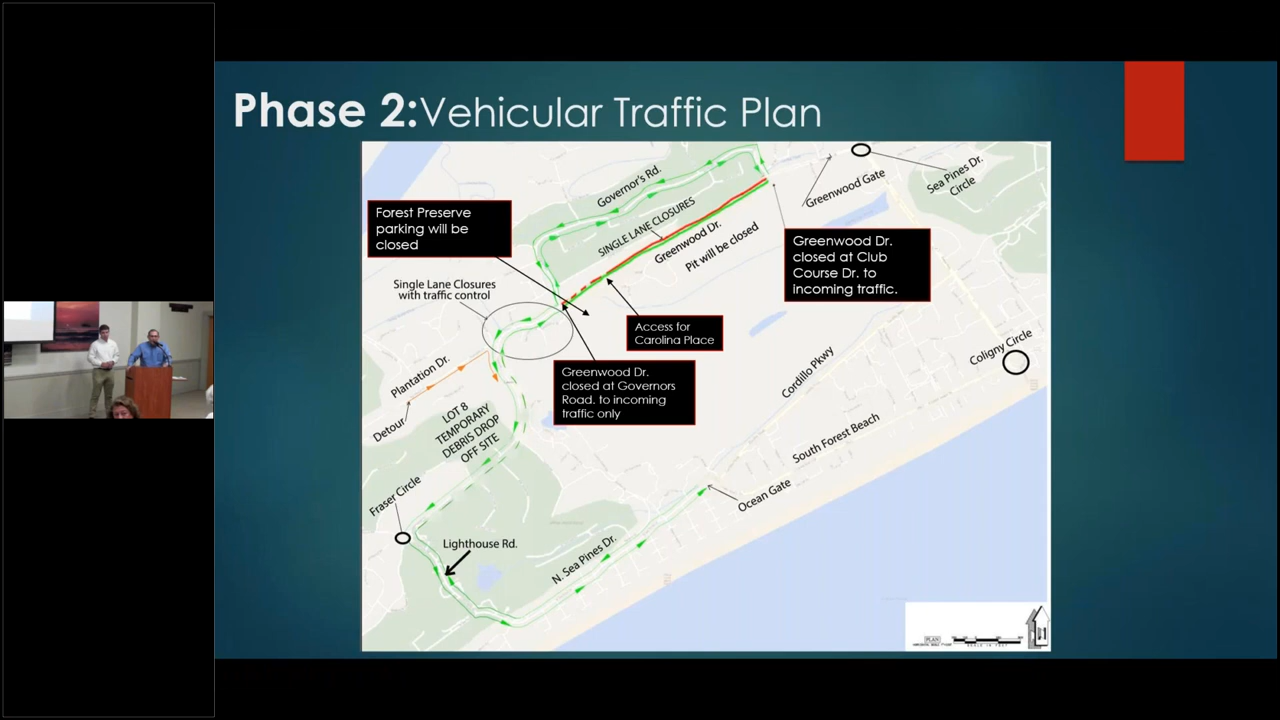 Phase 2:Vehicular Traffic Plan
Governor's Rd.
Greenwood Gate
Sea Pines Dr.
Circle
Forest Preserve
parking will be
closed
SINGLE LANE CLOSURES
Greenwood Dr.
Pit will be closed
Greenwood Dr.
closed at Club
Course Dr. to
incoming traffic.
Single Lane Closures
with traffic control
Access for
Carolina Place
Greenwood Dr.
closed at Governors
Road. to incoming
traffic only
Coligny Circle
Cordillo Pkwy
Plantation Dr.
Detour
LOT 8
TEMPORARY
DEBRIS DROP
OFF SITE
South Forest Beach
Ocean Gate
Fraser Circle
Lighthouse Rd.
N. Sea Pines Dr.
PLAN